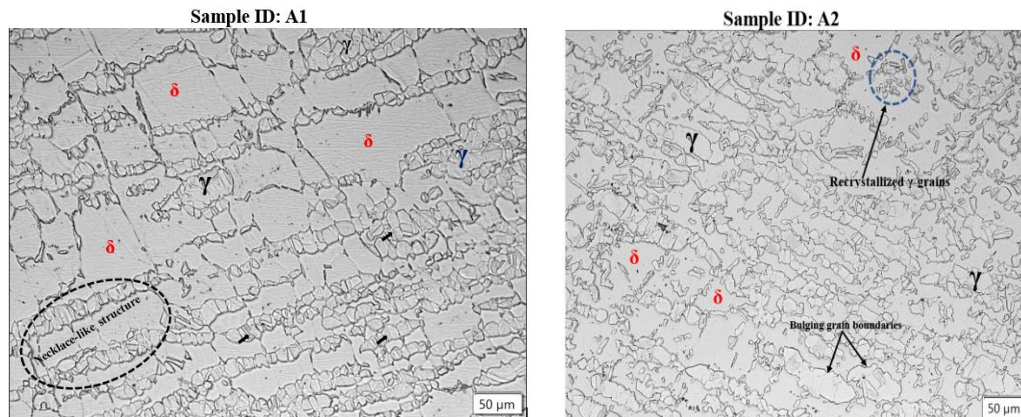 Sample ID: A1
γ
δ
δ
γ
γ
δ
Necklace-like structure
50 µm
Sample ID: A2
δ
γ
Recrystallized γ-grains
δ
γ
δ
Bulging grain boundaries
50 µm